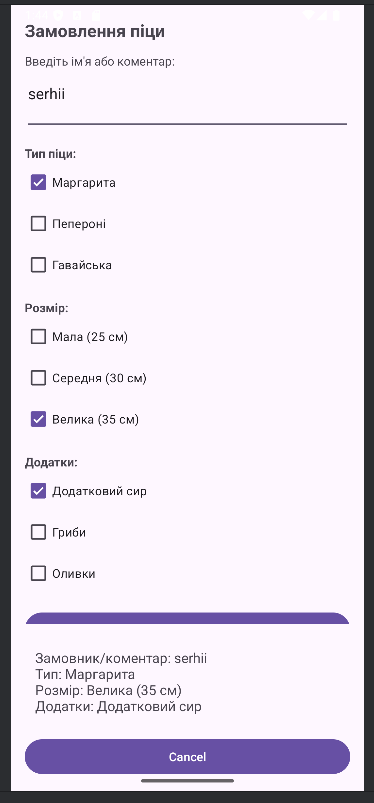 Замовлення піци
Введіть ім'я або коментар:
serhii
Тип піци:
Маргарита
Пепероні
Гавайська
Розмір:
Мала (25 см)
Середня (30 см)
Велика (35 см)
Додатки:
Додатковий сир
Гриби
Оливки
Замовник/коментар: serhii
Тип: Маргарита
Розмір: Велика (35 см)
Додатки: Додатковий сир
Cancel